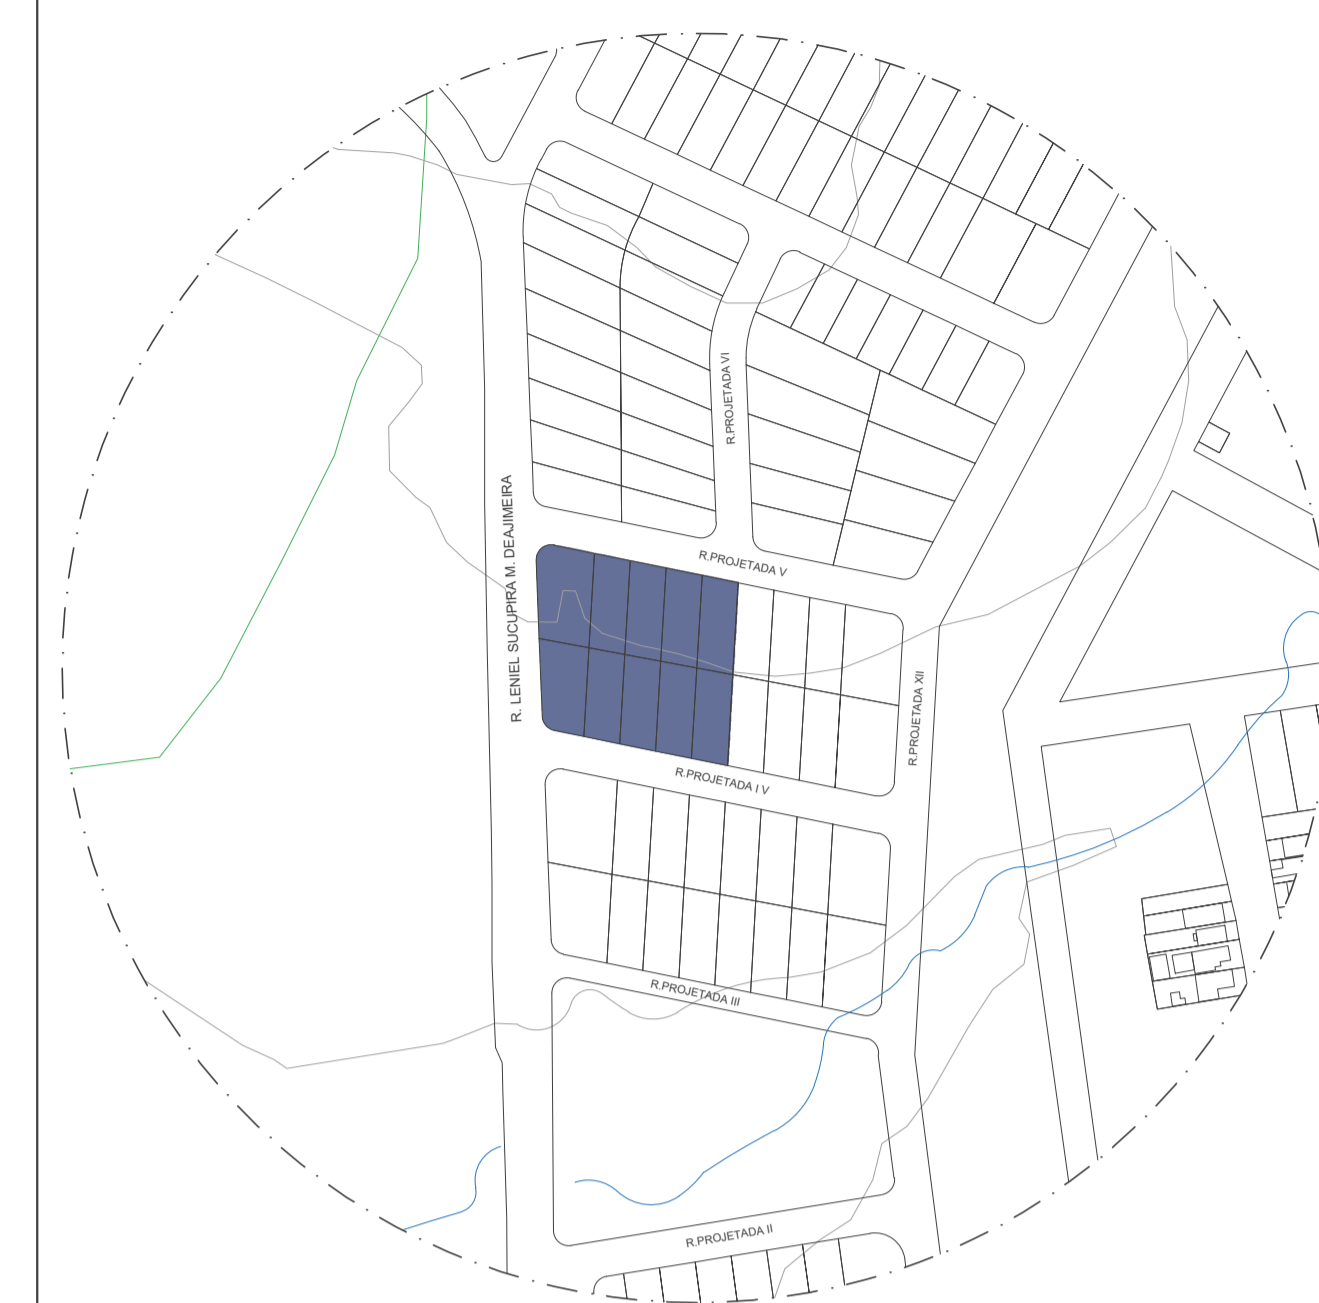 R.PROJETADA VI
R. LENIEL SUCUPIRA M. DEAJIMEIRA
R.PROJETADA V
R.PROJETADA XII
R.PROJETADA I V
R.PROJETADA III
R.PROJETADA II